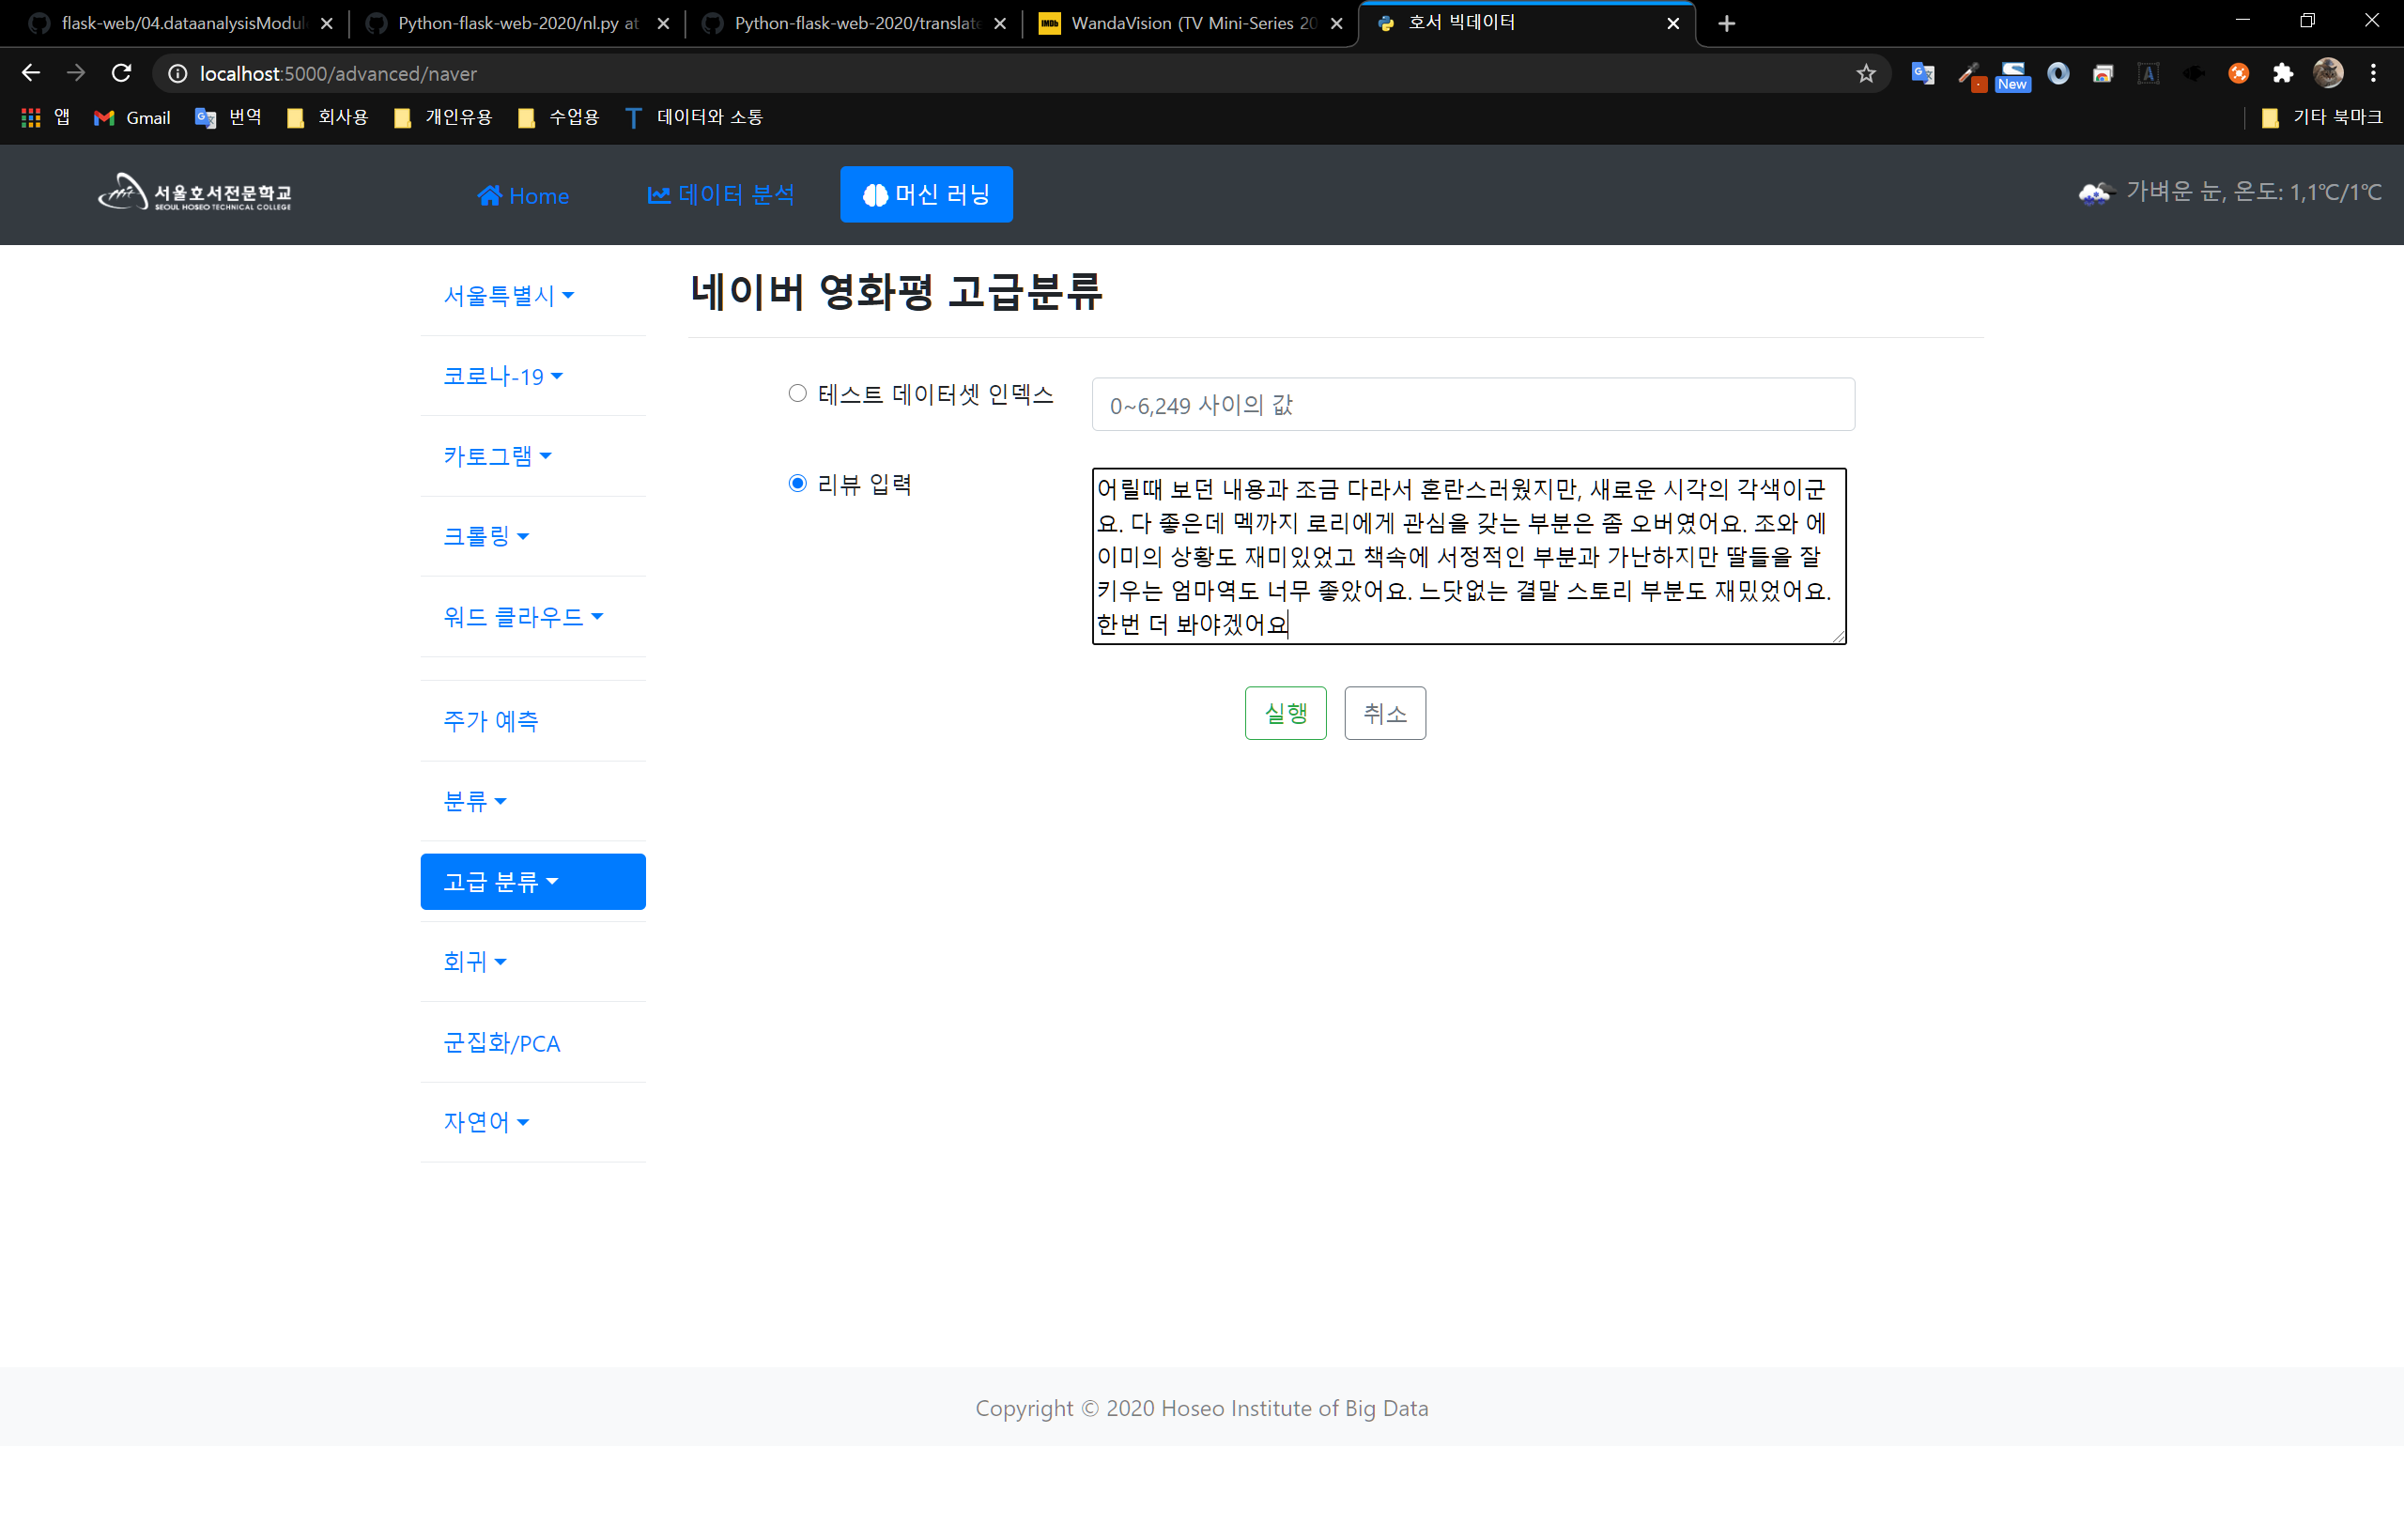 flask-web/04.dataanalysisModul
Python-flask-web-2020/nl.py at
Python-flask-web-2020/translate
IMDb
WandaVision (TV Mini-Series 20
호서 빅데이터
localhost:5000/advanced/naver
New
앱
Gmail
번역
회사용
개인유용
수업용
데이터와 소통
기타 북마크
서울호서전문학교
SEOUL HOSEO TECHNICAL COLLEGE
Home
데이터 분석
머신 러닝
가벼운 눈, 온도: 1,1℃/1℃
서울특별시
코로나-19
카토그램
크롤링
워드 클라우드
주가 예측
분류
고급 분류
회귀
군집화/PCA
자연어
네이버 영화평 고급분류
테스트 데이터셋 인덱스
0~6,249 사이의 값
리뷰 입력
어릴때 보던 내용과 조금 다라서 혼란스러웠지만, 새로운 시각의 각색이군
요. 다 좋은데 멕까지 로리에게 관심을 갖는 부분은 좀 오버였어요. 조와 에
이미의 상황도 재미있었고 책속에 서정적인 부분과 가난하지만 딸들을 잘
키우는 엄마역도 너무 좋았어요. 느닷없는 결말 스토리 부분도 재밌었어요.
한번 더 봐야겠어요
실행
취소
Copyright © 2020 Hoseo Institute of Big Data